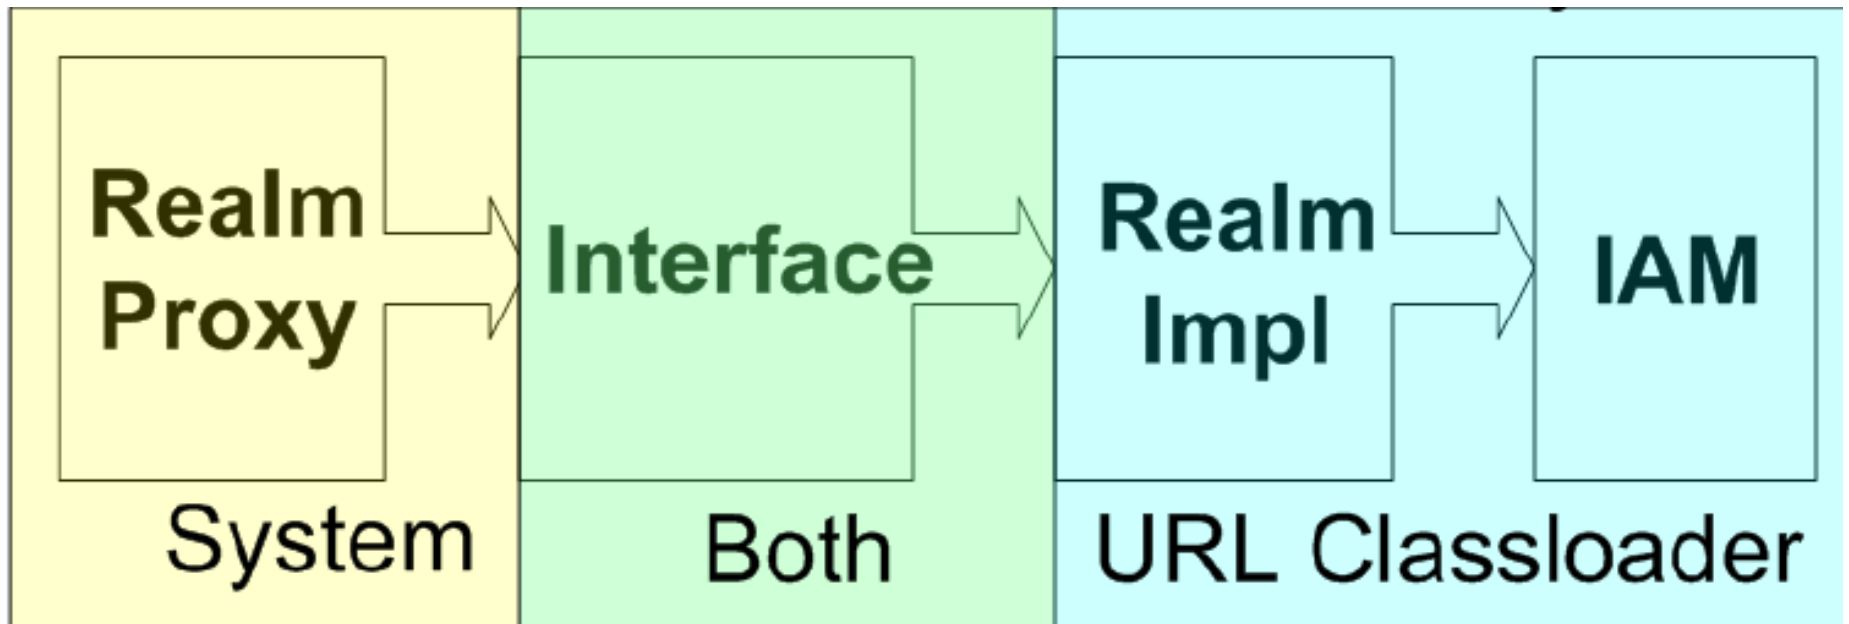 Realm
Proxy
Interface
Realm
Impl
IAM
System
Both
URL Classloader